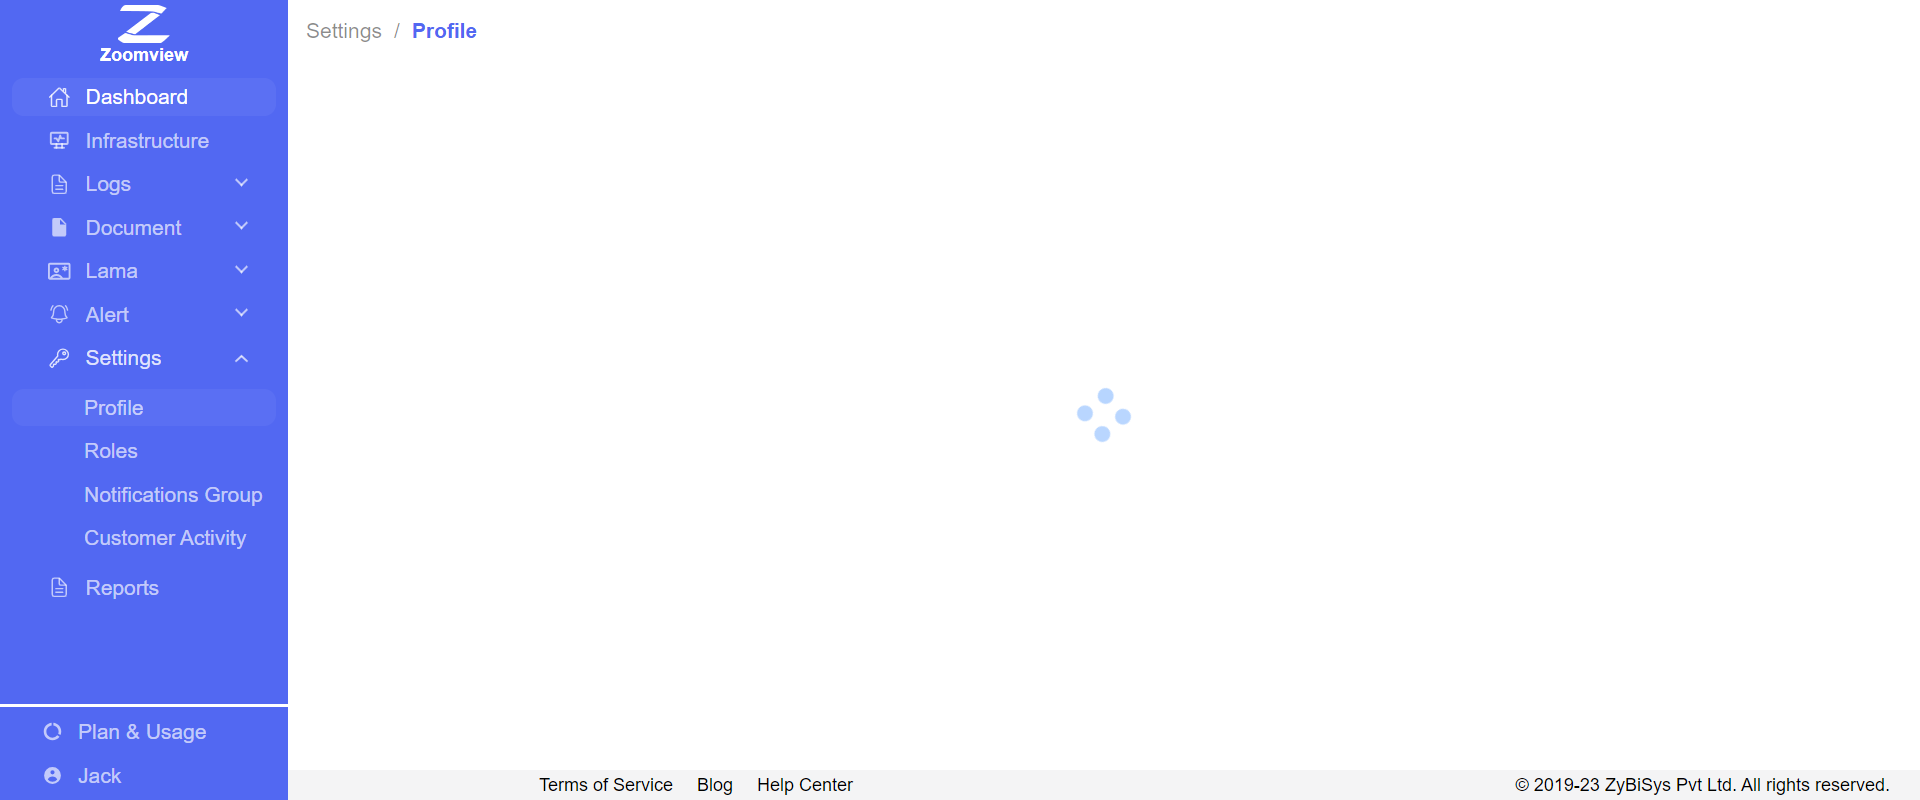 Zoomview
Dashboard
Infrastructure
Logs
Document
Lama
Alert
Settings
Profile
Roles
Notifications Group
Customer Activity
Reports
Plan & Usage
Jack
Settings / Profile
Terms of Service Blog Help Center
© 2019-23 ZyBiSys Pvt Ltd. All rights reserved.